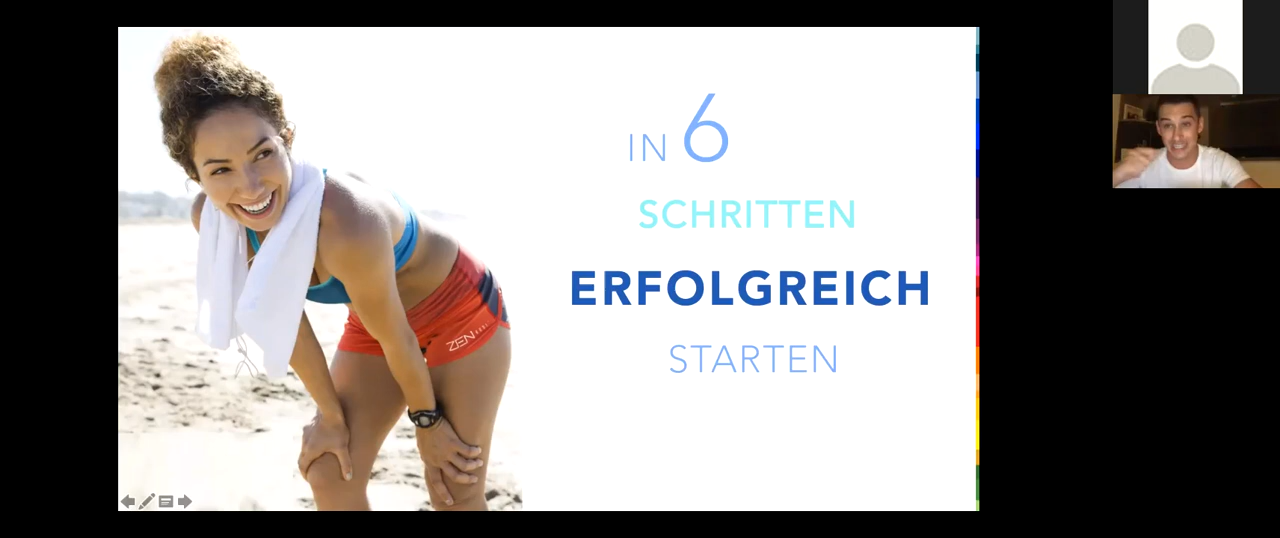 IN 6
SCHRITTEN
ERFOLGREICH
STARTEN
ZEN